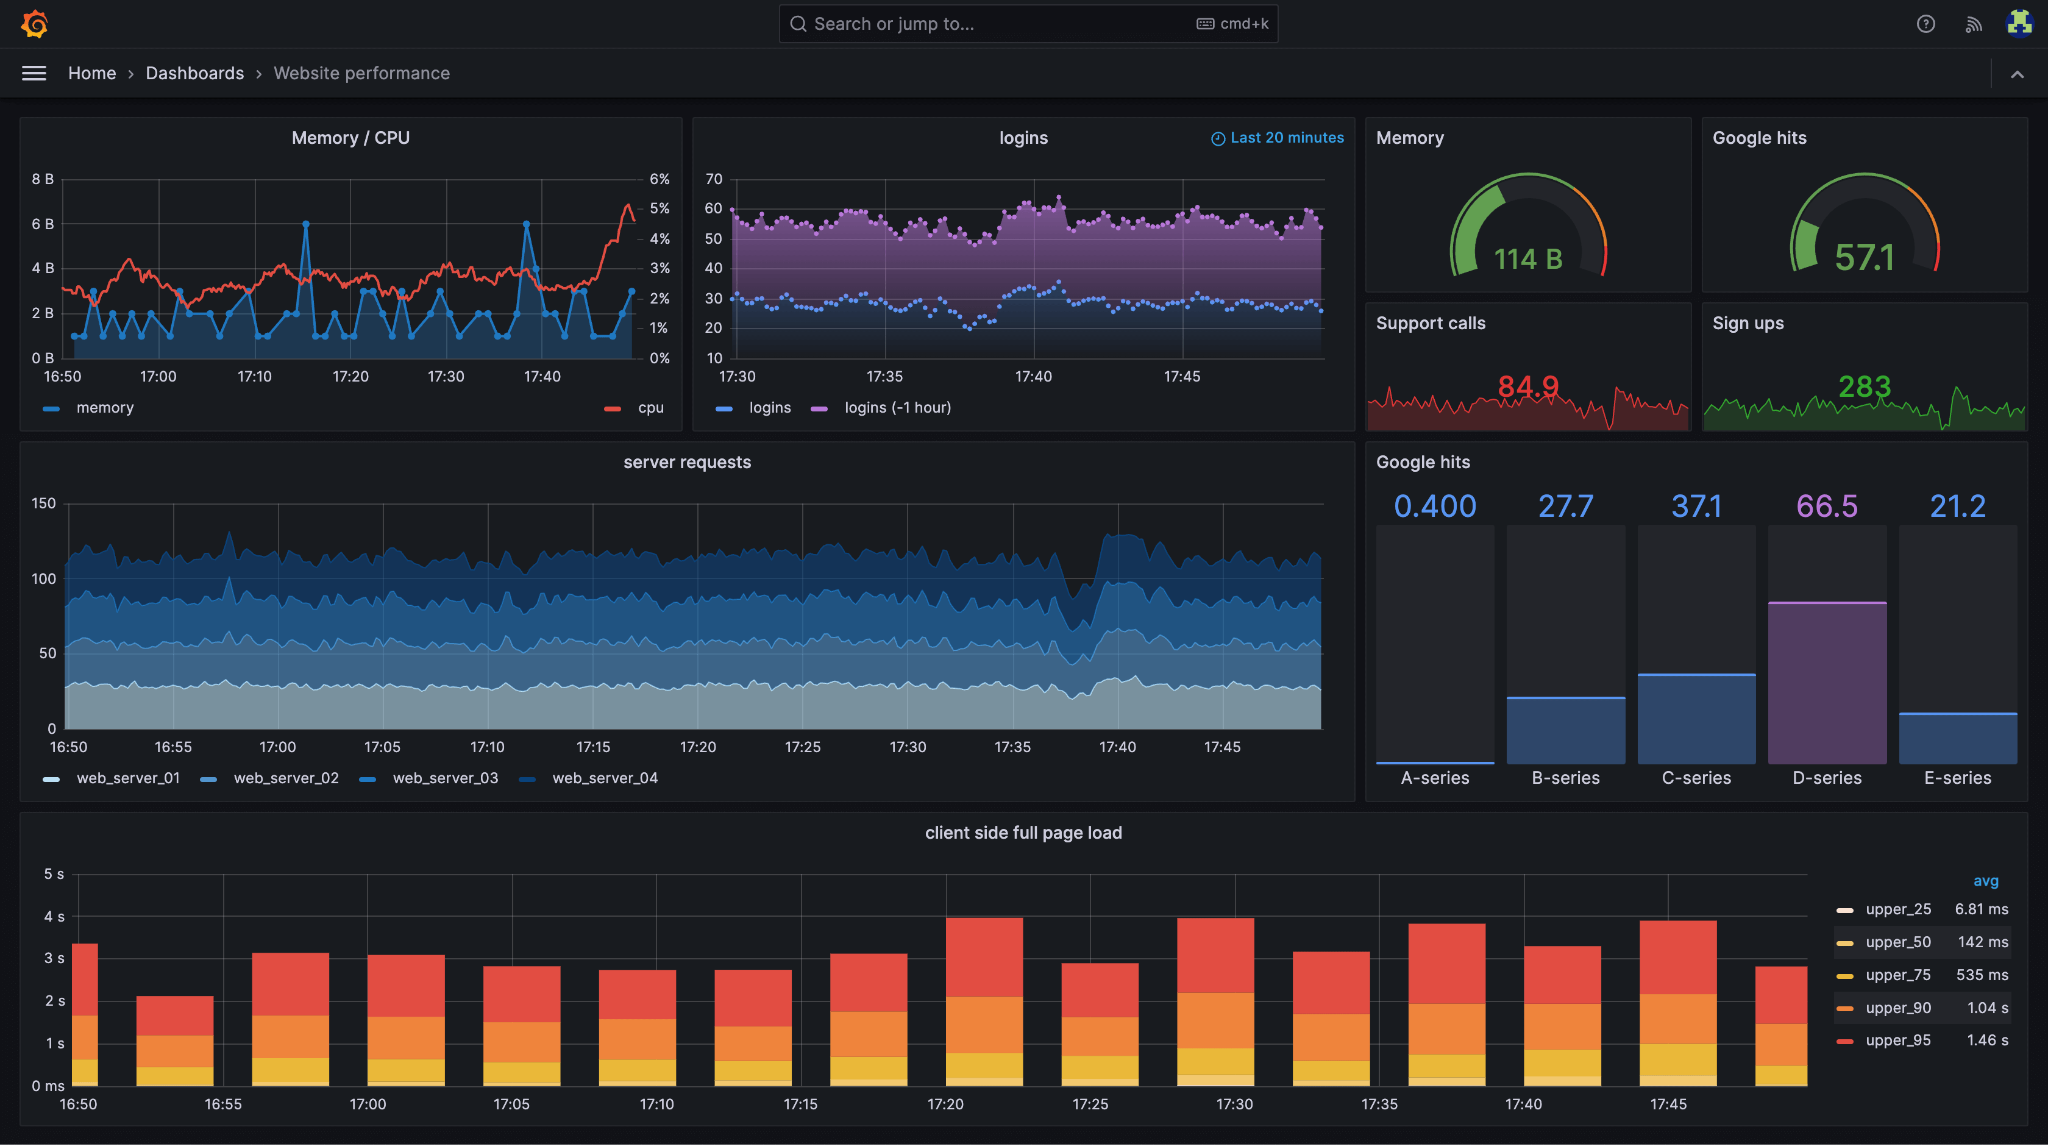 Search or jump to... cmd+k
Home › Dashboards › Website performance
Memory / CPU
8 B
6 B
4 B
2 B
0 B
6%
5%
4%
3%
2%
1%
0%
16:50 17:00 17:10 17:20 17:30 17:40
memory cpu
logins Last 20 minutes
70
60
50
40
30
20
10
17:30 17:35 17:40 17:45
logins logins (-1 hour)
Memory
114 B
Google hits
57.1
Support calls
84.9
Sign ups
283
server requests
150
100
50
0
16:50 16:55 17:00 17:05 17:10 17:15 17:20 17:25 17:30 17:35 17:40 17:45
web_server_01 web_server_02 web_server_03 web_server_04
Google hits
0.400 27.7 37.1 66.5 21.2
A-series B-series C-series D-series E-series
client side full page load
5 s
4 s
3 s
2 s
1 s
0 ms
16:50 16:55 17:00 17:05 17:10 17:15 17:20 17:25 17:30 17:35 17:40 17:45
avg
upper_25 6.81 ms
upper_50 142 ms
upper_75 535 ms
upper_90 1.04 s
upper_95 1.46 s